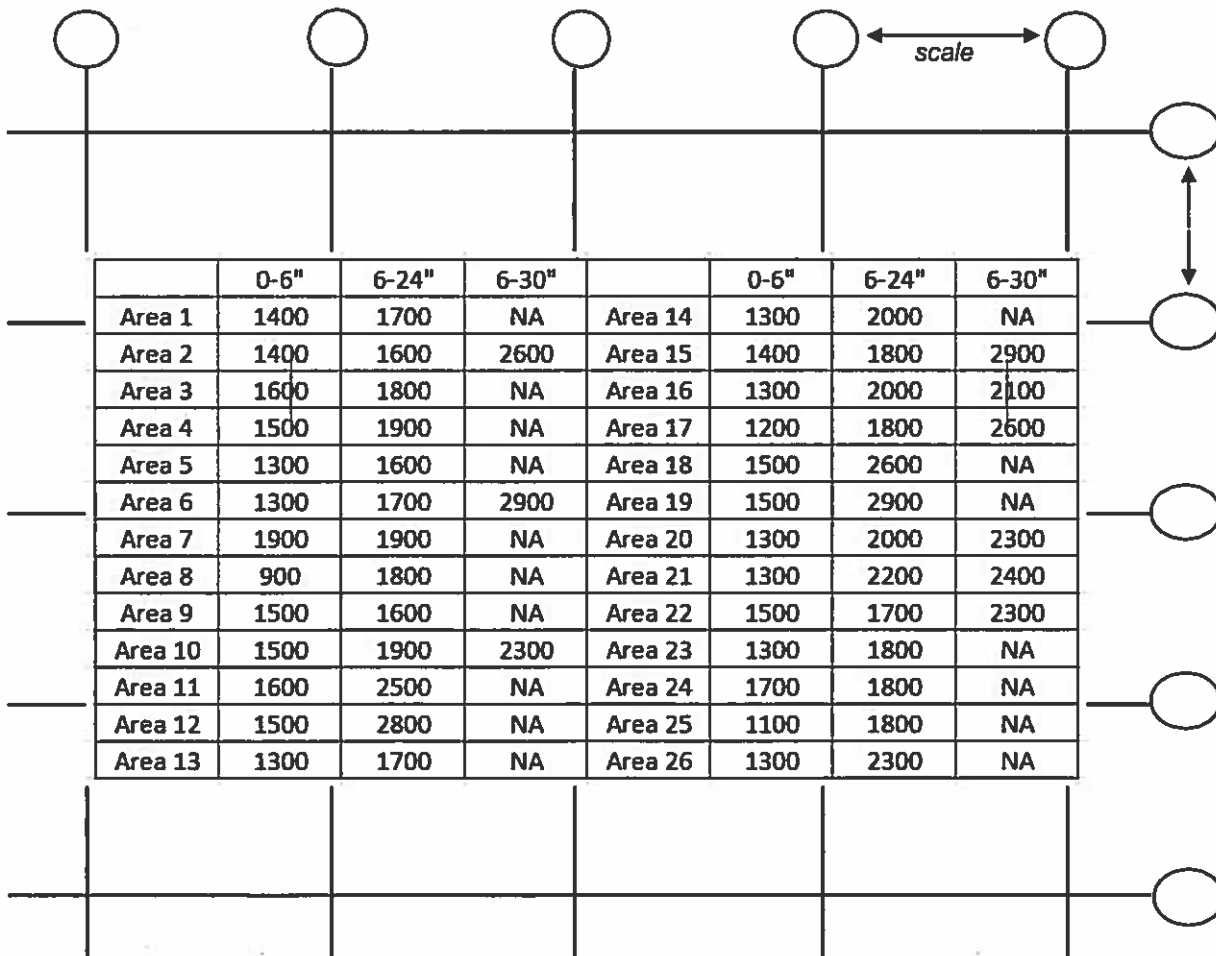 scale
0-6" 6-24" 6-30" 0-6" 6-24" 6-30"
Area 1 1400 1700 NA Area 14 1300 2000 NA
Area 2 1400 1600 2600 Area 15 1400 1800 2900
Area 3 1600 1800 NA Area 16 1300 2000 2100
Area 4 1500 1900 NA Area 17 1200 1800 2600
Area 5 1300 1600 NA Area 18 1500 2600 NA
Area 6 1300 1700 2900 Area 19 1500 2900 NA
Area 7 1900 1900 NA Area 20 1300 2000 2300
Area 8 900 1800 NA Area 21 1300 2200 2400
Area 9 1500 1600 NA Area 22 1500 1700 2300
Area 10 1500 1900 2300 Area 23 1300 1800 NA
Area 11 1600 2500 NA Area 24 1700 1800 NA
Area 12 1500 2800 NA Area 25 1100 1800 NA
Area 13 1300 1700 NA Area 26 1300 2300 NA